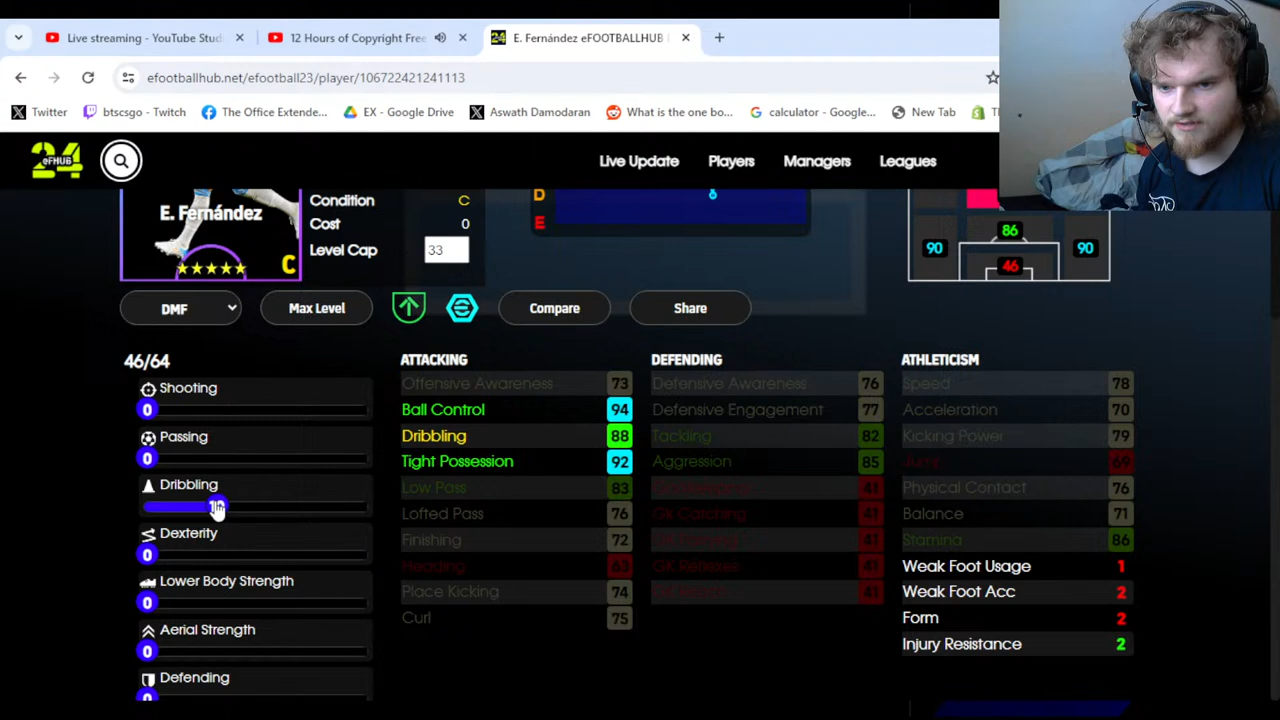 Live streaming - YouTube Stud
12 Hours of Copyright Free
24 E. Fernández eFOOTBALLHUB
efootballhub.net/efootball23/player/106722421241113
Twitter btscsgo - Twitch The Office Extende... EX - Google Drive Aswath Damodaran What is the one bo... calculator - Google... New Tab
24 eFHUB Live Update Players Managers Leagues
E. Fernández
C
Condition C
Cost 0
Level Cap 33
D
E
86
90 90
46
DMF Max Level Compare Share
46/64
Shooting
0
Passing
0
Dribbling
Dexterity
0
Lower Body Strength
0
Aerial Strength
0
Defending
0
ATTACKING
Offensive Awareness 73
Ball Control 94
Dribbling 88
Tight Possession 92
Low Pass 83
Lofted Pass 76
Finishing 72
Heading 63
Place Kicking 74
Curl 75
DEFENDING
Defensive Awareness 76
Defensive Engagement 77
Tackling 82
Aggression 85
41
GK Catching 41
41
GK Reflexes 41
41
ATHLETICISM
Speed 78
Acceleration 70
Kicking Power 79
Jump 69
Physical Contact 76
Balance 71
Stamina 86
Weak Foot Usage 1
Weak Foot Acc 2
Form 2
Injury Resistance 2